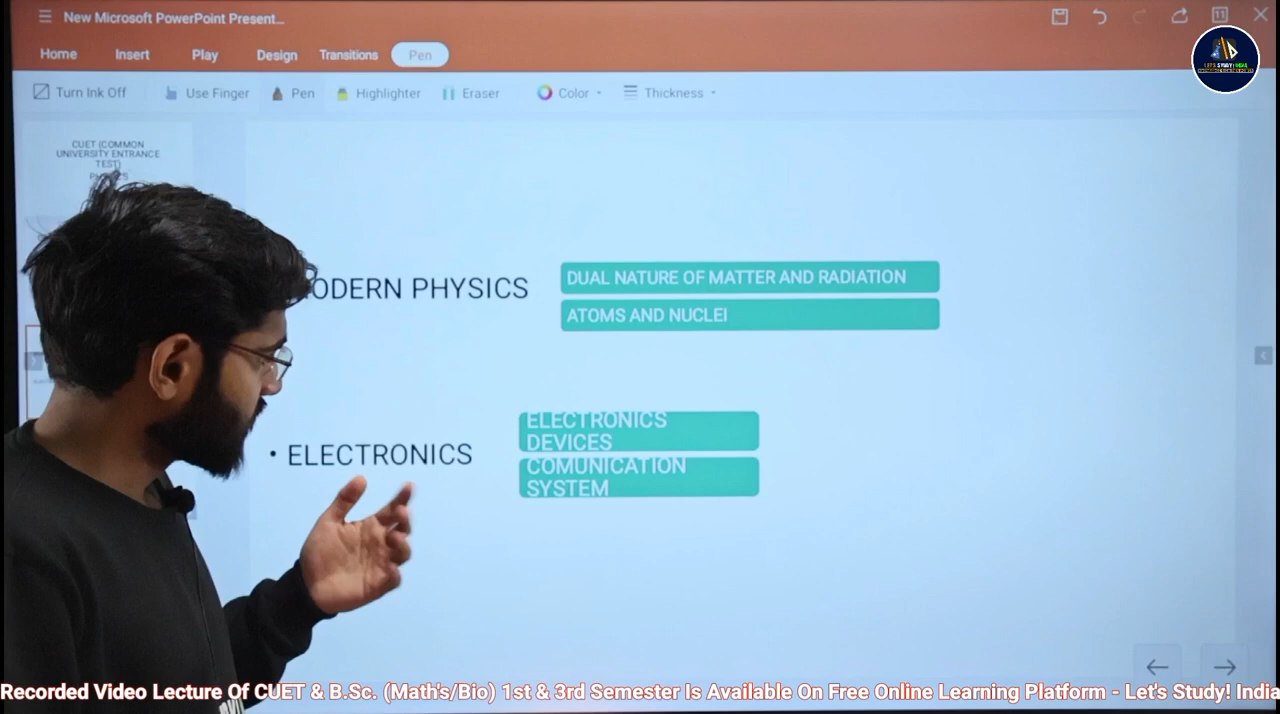 New Microsoft PowerPoint Present...
11
Home Insert Play Design Transitions Pen
Turn Ink Off Use Finger Pen Highlighter Eraser Color Thickness
CUET (COMMON
UNIVERSITY ENTRANCE
TEST)
ODERN PHYSICS
DUAL NATURE OF MATTER AND RADIATION
ATOMS AND NUCLEI
• ELECTRONICS
ELECTRONICS
DEVICES
COMUNICATION
SYSTEM
Recorded Video Lecture Of CUET & B.Sc. (Math's/Bio) 1st & 3rd Semester Is Available On Free Online Learning Platform - Let's Study! India